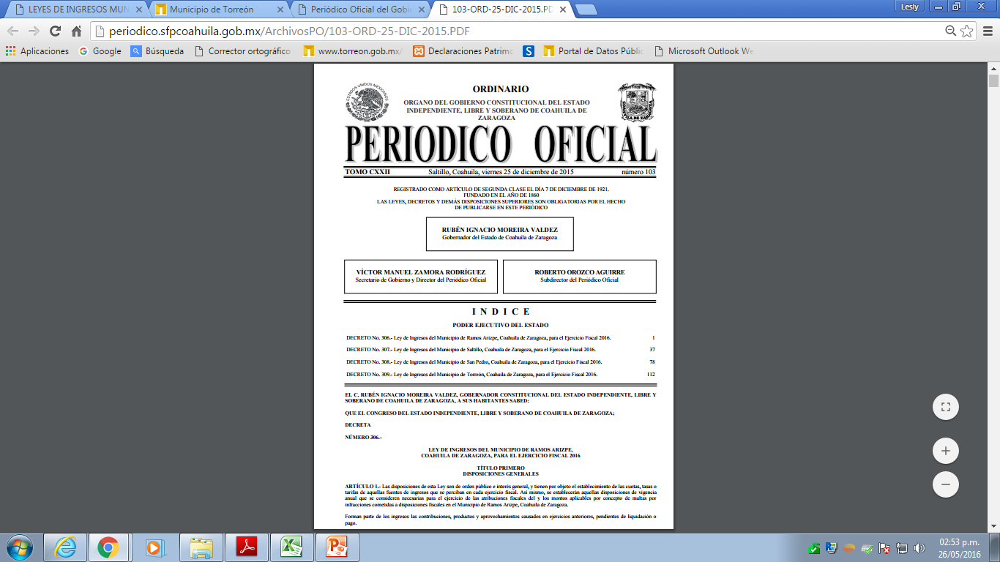 LEYES DE INGRESOS MUN
Municipio de Torreón
Periódico Oficial del Gobie
103-ORD-25-DIC-2015.PD
Lesly
periodico.sfpcoahuila.gob.mx/ArchivosPO/103-ORD-25-DIC-2015.PDF
Aplicaciones
Google
Búsqueda
Corrector ortográfico
www.torreon.gob.mx/
Declaraciones Patrimo
Portal de Datos Públic
Microsoft Outlook We
ORDINARIO
ORGANO DEL GOBIERNO CONSTITUCIONAL DEL ESTADO
INDEPENDIENTE, LIBRE Y SOBERANO DE COAHUILA DE
ZARAGOZA
PERIODICO OFICIAL
TOMO CXXII Saltillo, Coahuila, viernes 25 de diciembre de 2015 número 103
REGISTRADO COMO ARTÍCULO DE SEGUNDA CLASE EL DÍA 7 DE DICIEMBRE DE 1921.
FUNDADO EN EL AÑO DE 1860
LAS LEYES, DECRETOS Y DEMÁS DISPOSICIONES SUPERIORES SON OBLIGATORIAS POR EL HECHO
DE PUBLICARSE EN ESTE PERIÓDICO
RUBÉN IGNACIO MOREIRA VALDEZ
Gobernador del Estado de Coahuila de Zaragoza
VÍCTOR MANUEL ZAMORA RODRÍGUEZ
Secretario de Gobierno y Director del Periódico Oficial
ROBERTO OROZCO AGUIRRE
Subdirector del Periódico Oficial
I N D I C E
PODER EJECUTIVO DEL ESTADO
DECRETO No. 306.- Ley de Ingresos del Municipio de Ramos Arizpe, Coahuila de Zaragoza, para el Ejercicio Fiscal 2016. 1
DECRETO No. 307.- Ley de Ingresos del Municipio de Saltillo, Coahuila de Zaragoza, para el Ejercicio Fiscal 2016. 37
DECRETO No. 308.- Ley de Ingresos del Municipio de San Pedro, Coahuila de Zaragoza, para el Ejercicio Fiscal 2016. 78
DECRETO No. 309.- Ley de Ingresos del Municipio de Torreón, Coahuila de Zaragoza, para el Ejercicio Fiscal 2016. 112
EL C. RUBÉN IGNACIO MOREIRA VALDEZ, GOBERNADOR CONSTITUCIONAL DEL ESTADO INDEPENDIENTE, LIBRE Y
SOBERANO DE COAHUILA DE ZARAGOZA, A SUS HABITANTES SABED:
QUE EL CONGRESO DEL ESTADO INDEPENDIENTE, LIBRE Y SOBERANO DE COAHUILA DE ZARAGOZA;
DECRETA
NÚMERO 306.-
LEY DE INGRESOS DEL MUNICIPIO DE RAMOS ARIZPE,
COAHUILA DE ZARAGOZA, PARA EL EJERCICIO FISCAL 2016
TÍTULO PRIMERO
DISPOSICIONES GENERALES
ARTÍCULO 1.- Las disposiciones de esta Ley son de orden público e interés general, y tienen por objeto el establecimiento de las cuotas, tasas o
tarifas de aquellas fuentes de ingresos que se perciban en cada ejercicio fiscal. Así mismo, se establecerán aquellas disposiciones de vigencia
anual que se consideren necesarias para el ejercicio de las atribuciones fiscales del y los montos aplicables por concepto de multas por
infracciones cometidas a disposiciones fiscales en el Municipio de Ramos Arizpe, Coahuila de Zaragoza.
Forman parte de los ingresos las contribuciones, productos y aprovechamientos causados en ejercicios anteriores, pendientes de liquidación o
pago.
02:53 p.m.
26/05/2016